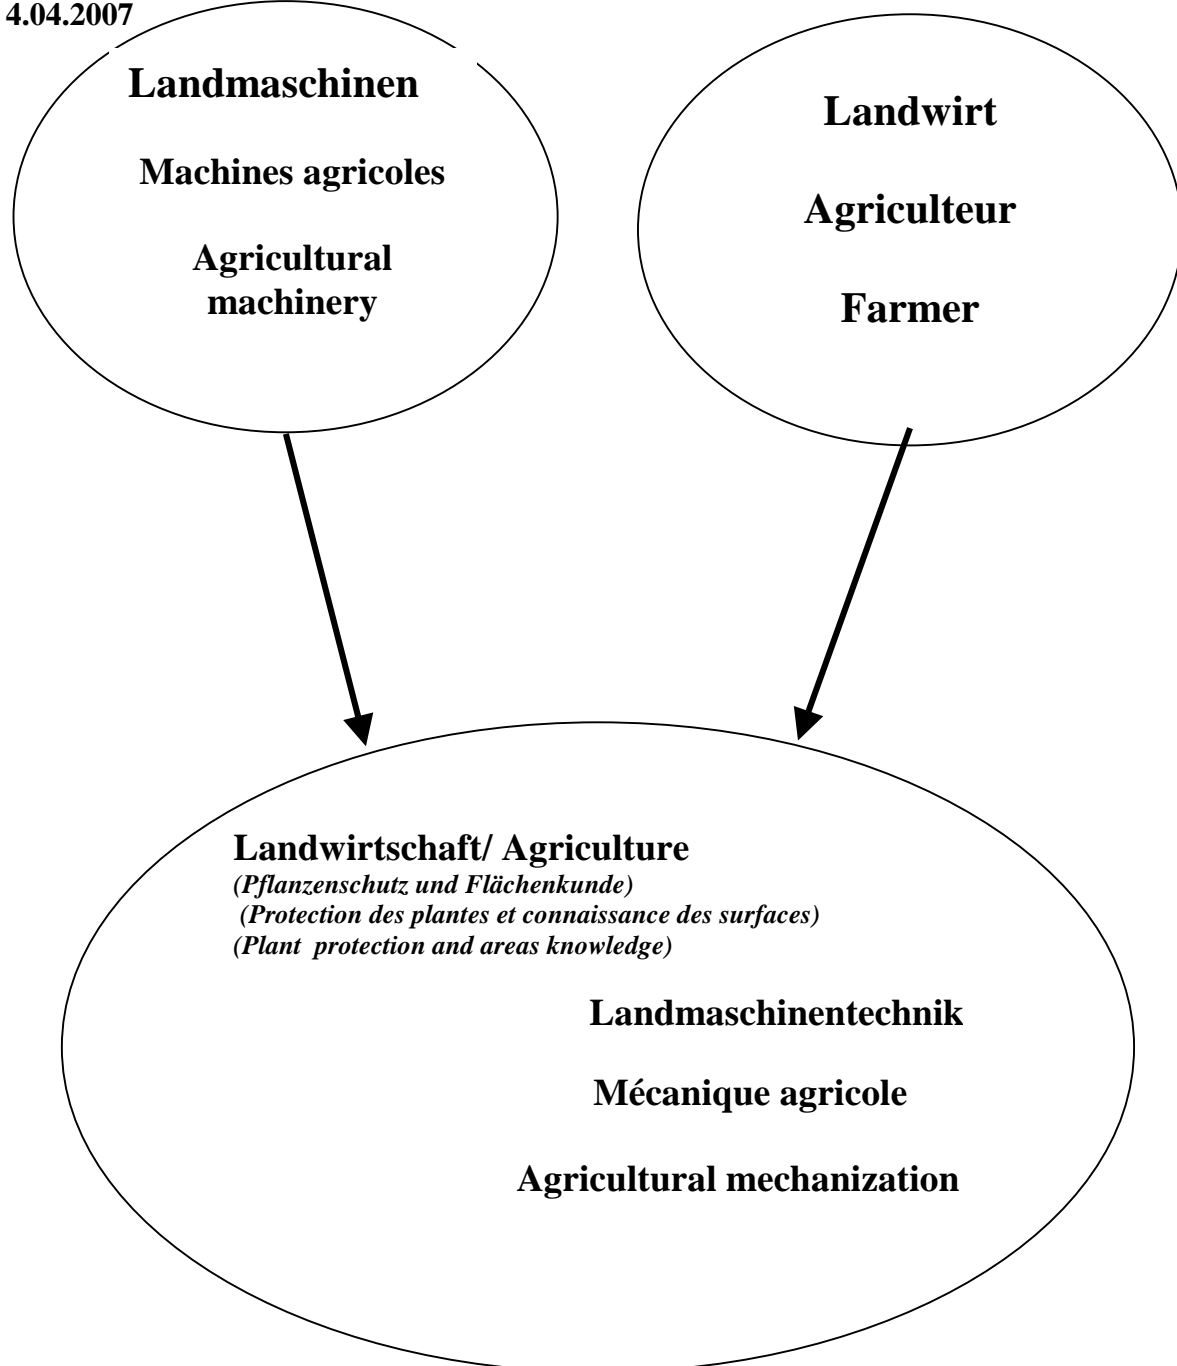 4.04.2007
Landmaschinen
Machines agricoles
Agricultural
machinery
Landwirt
Agriculteur
Farmer
Landwirtschaft/ Agriculture
(Pflanzenschutz und Flächenkunde)
(Protection des plantes et connaissance des surfaces)
(Plant protection and areas knowledge)
Landmaschinentechnik
Mécanique agricole
Agricultural mechanization